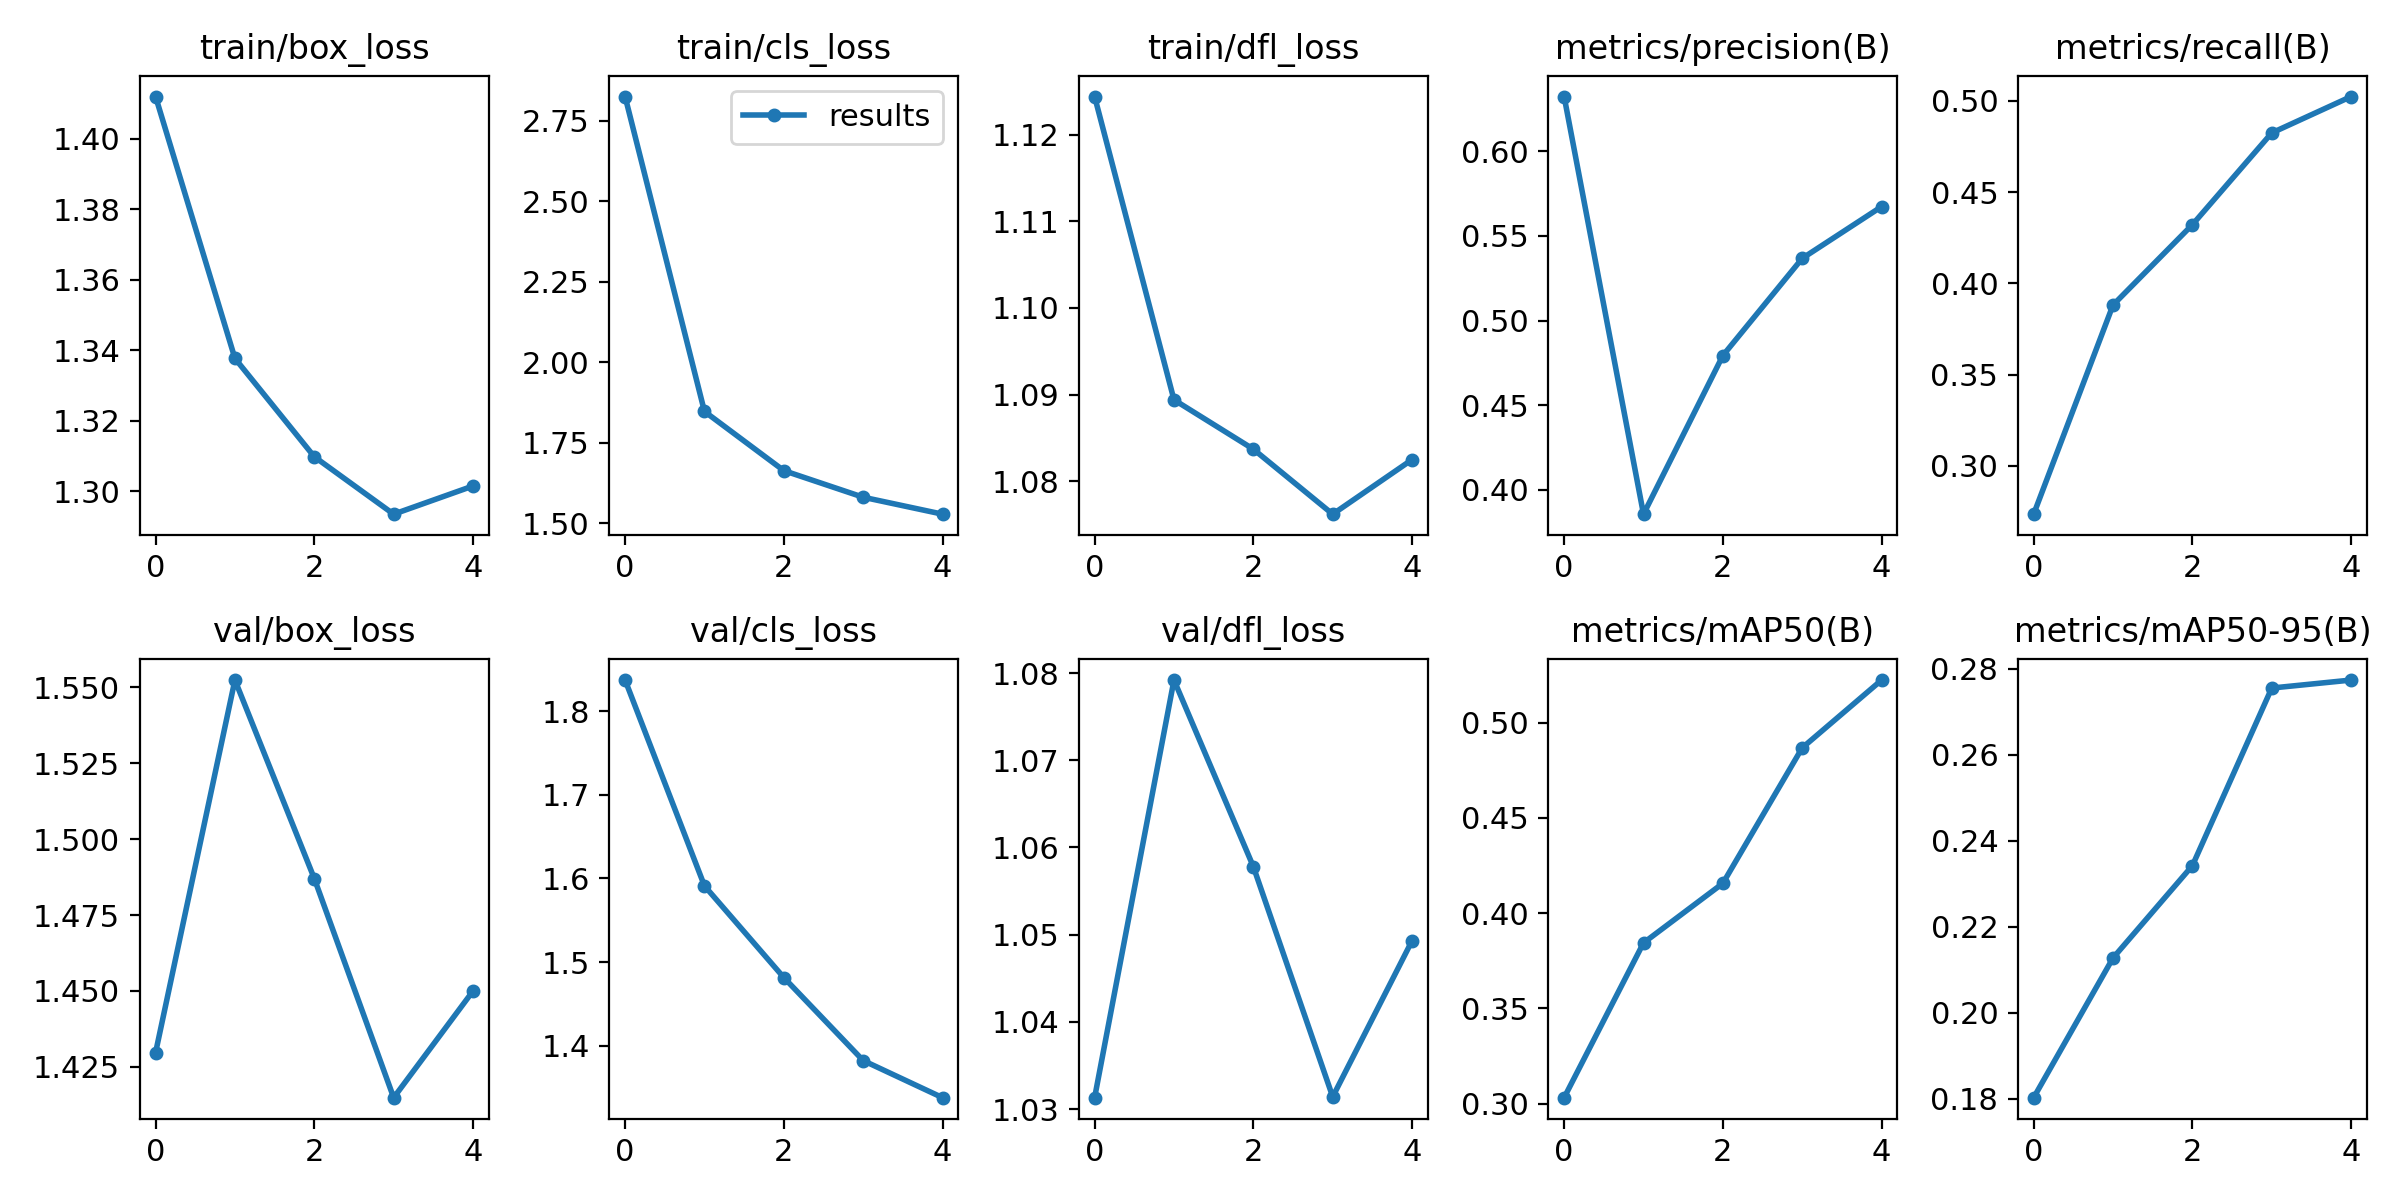 train/box_loss
1.40
1.38
1.36
1.34
1.32
1.30
0 2 4
train/cls_loss
results
2.75
2.50
2.25
2.00
1.75
1.50
0 2 4
train/dfl_loss
1.12
1.11
1.10
1.09
1.08
0 2 4
metrics/precision(B)
0.60
0.55
0.50
0.45
0.40
0 2 4
metrics/recall(B)
0.50
0.45
0.40
0.35
0.30
0 2 4
val/box_loss
1.550
1.525
1.500
1.475
1.450
1.425
0 2 4
val/cls_loss
1.8
1.7
1.6
1.5
1.4
0 2 4
val/dfl_loss
1.08
1.07
1.06
1.05
1.04
1.03
0 2 4
metrics/mAP50(B)
0.50
0.45
0.40
0.35
0.30
0 2 4
metrics/mAP50-95(B)
0.28
0.26
0.24
0.22
0.20
0.18
0 2 4